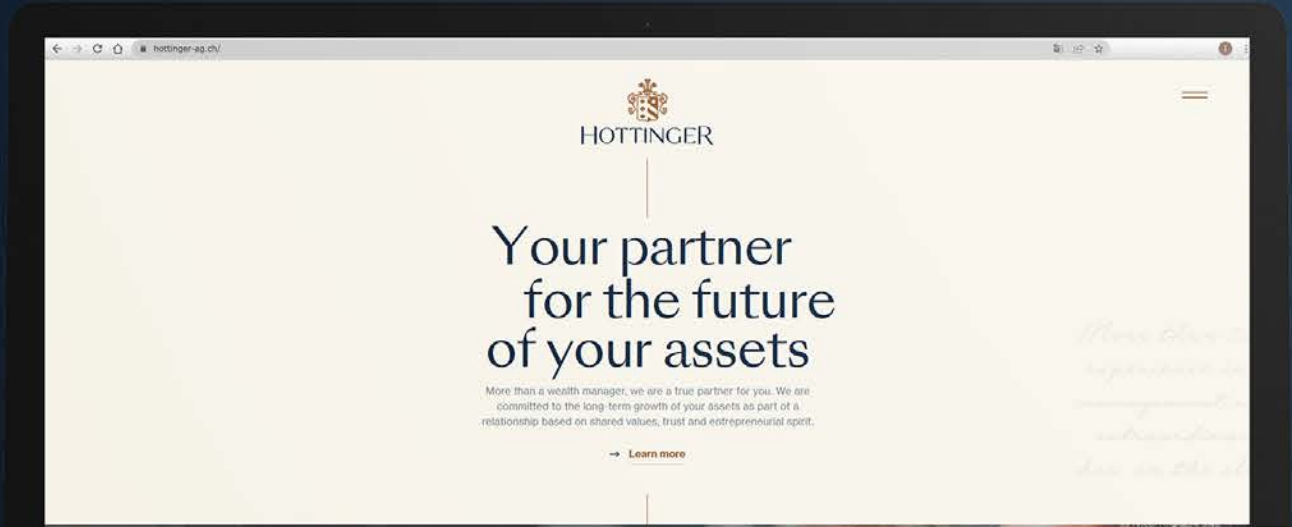 hottinger-ag.ch/
HOTTINGER
Your partner
for the future
of your assets
More than a wealth manager, we are a true partner for you. We are
committed to the long-term growth of your assets as part of a
relationship based on shared values, trust and entrepreneurial spirit.
→ Learn more
More than